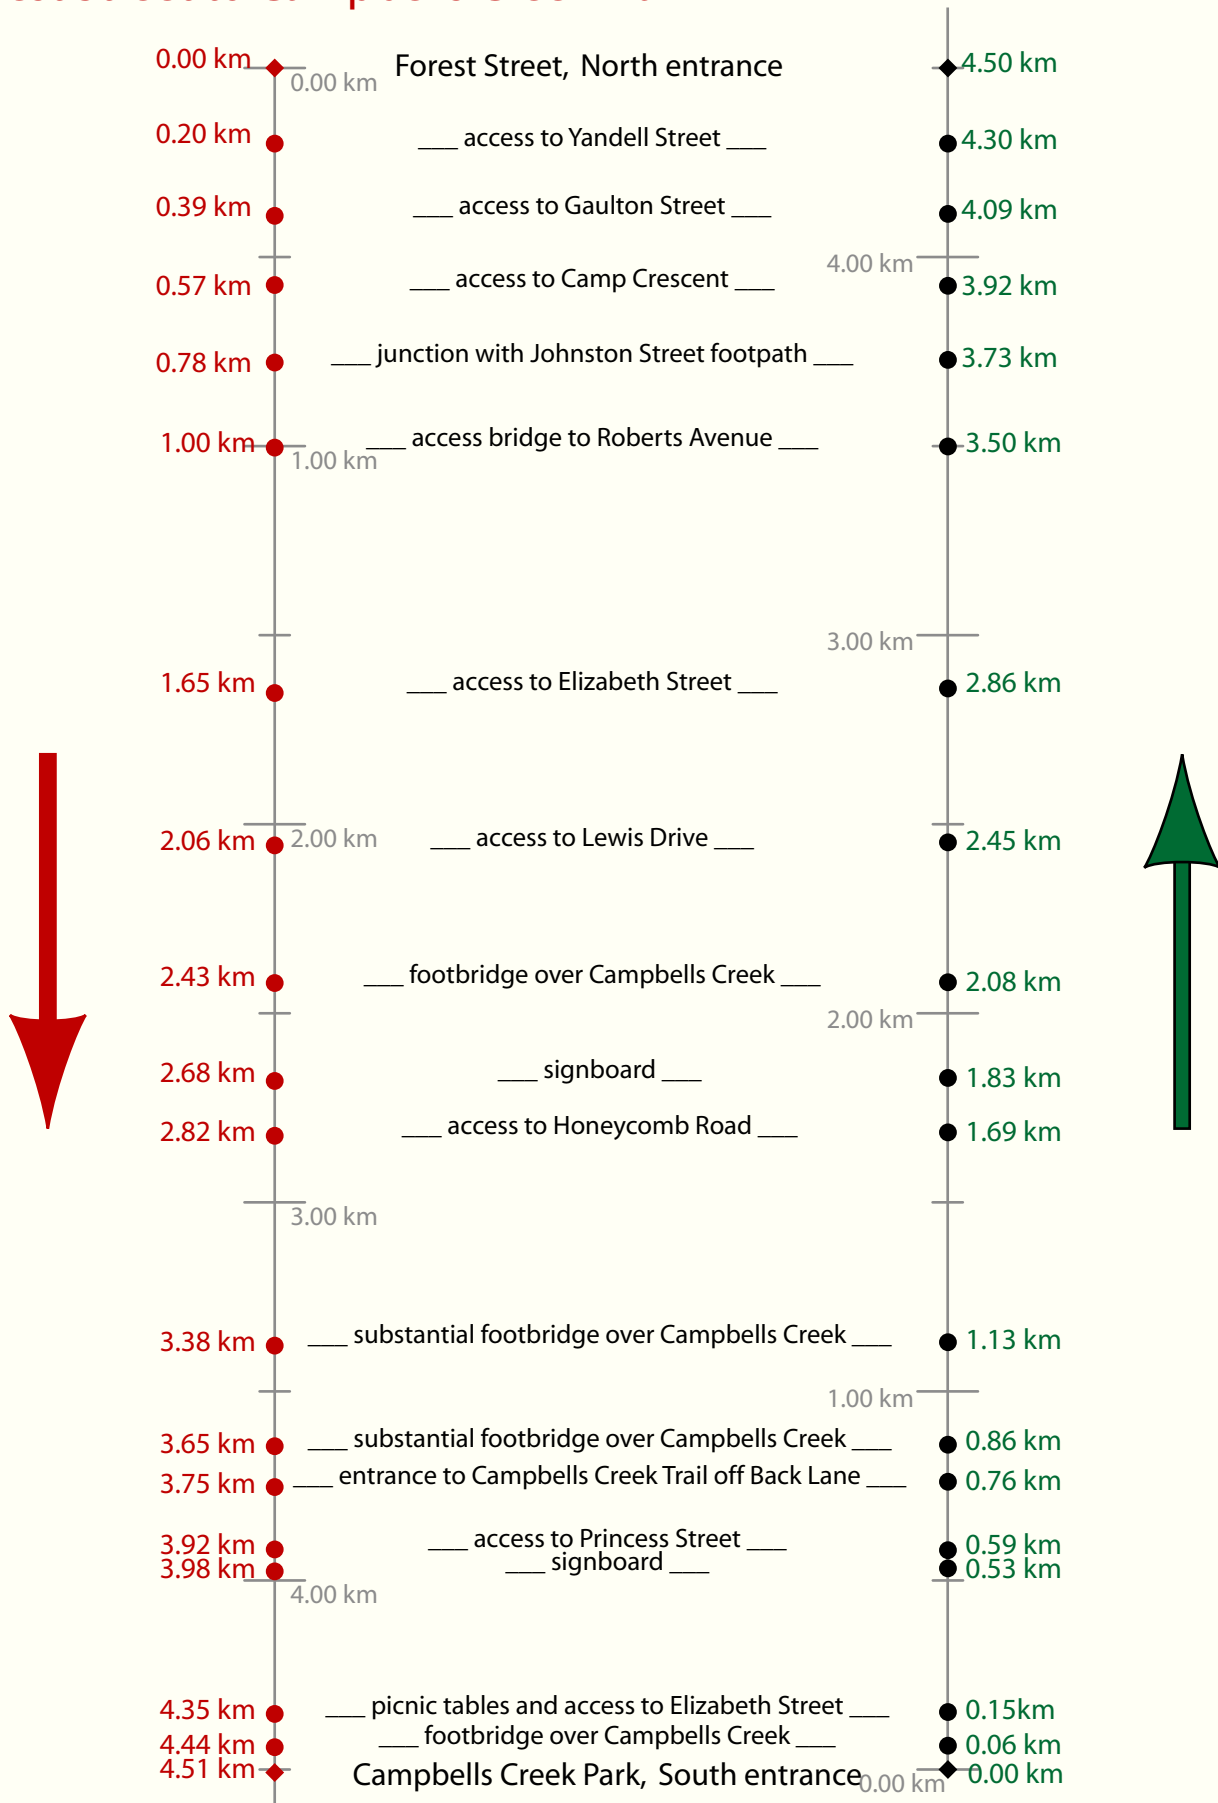 0.00 km 0.00 km Forest Street, North entrance 4.50 km
0.20 km ___ access to Yandell Street ___ 4.30 km
0.39 km ___ access to Gaulton Street ___ 4.09 km
4.00 km
0.57 km ___ access to Camp Crescent ___ 3.92 km
0.78 km ___ junction with Johnston Street footpath ___ 3.73 km
1.00 km 1.00 km ___ access bridge to Roberts Avenue ___ 3.50 km
3.00 km
1.65 km ___ access to Elizabeth Street ___ 2.86 km
2.06 km 2.00 km ___ access to Lewis Drive ___ 2.45 km
2.43 km ___ footbridge over Campbells Creek ___ 2.08 km
2.00 km
2.68 km ___ signboard ___ 1.83 km
2.82 km ___ access to Honeycomb Road ___ 1.69 km
3.00 km
3.38 km ___ substantial footbridge over Campbells Creek ___ 1.13 km
1.00 km
3.65 km ___ substantial footbridge over Campbells Creek ___ 0.86 km
3.75 km ___ entrance to Campbells Creek Trail off Back Lane ___ 0.76 km
3.92 km ___ access to Princess Street ___ 0.59 km
3.98 km ___ signboard ___ 0.53 km
4.00 km
4.35 km ___ picnic tables and access to Elizabeth Street ___ 0.15km
4.44 km ___ footbridge over Campbells Creek ___ 0.06 km
4.51 km Campbells Creek Park, South entrance 0.00 km 0.00 km